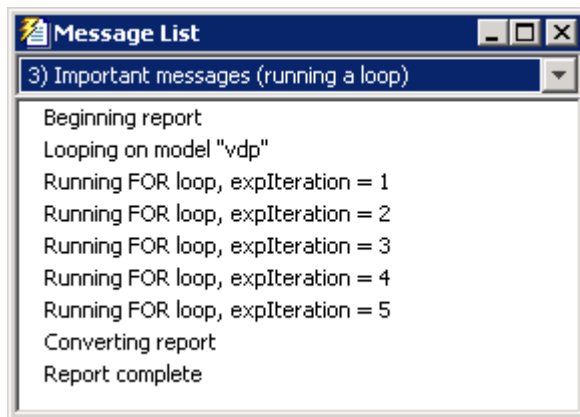 Message List
3) Important messages (running a loop)
Beginning report
Looping on model "vdp"
Running FOR loop, expIteration = 1
Running FOR loop, expIteration = 2
Running FOR loop, expIteration = 3
Running FOR loop, expIteration = 4
Running FOR loop, expIteration = 5
Converting report
Report complete